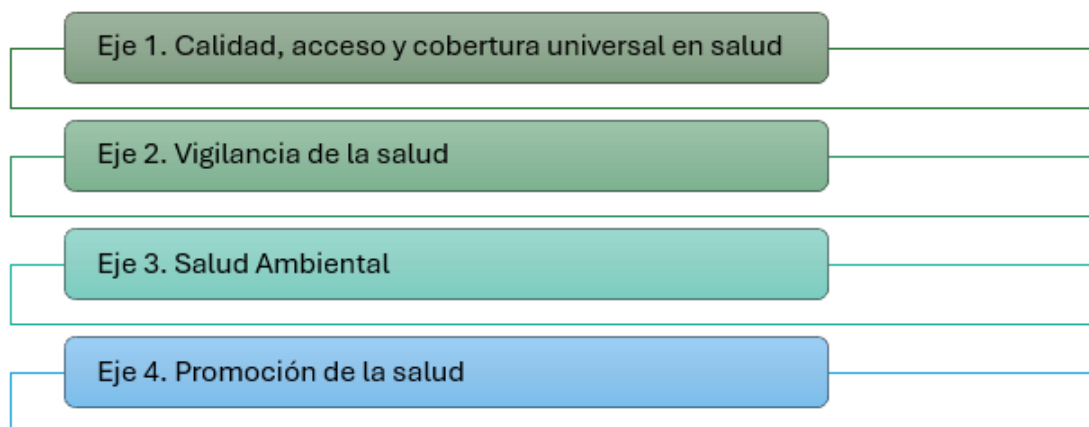 Eje 1. Calidad, acceso y cobertura universal en salud
Eje 2. Vigilancia de la salud
Eje 3. Salud Ambiental
Eje 4. Promoción de la salud